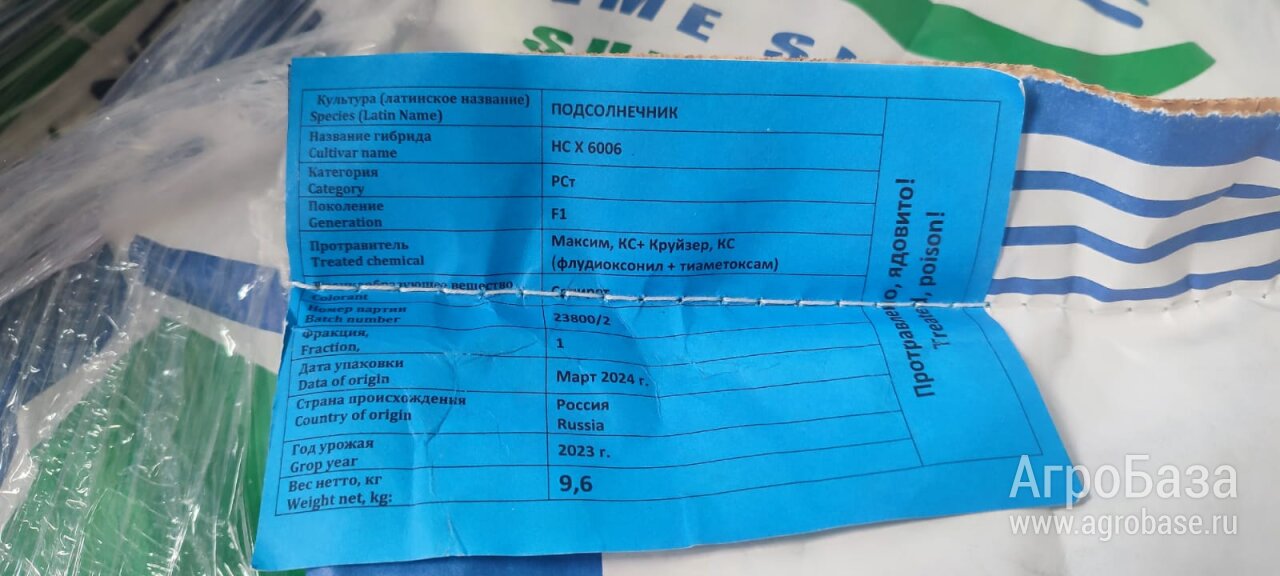 ME S
SU
Культура (латинское название)
Species (Latin Name)
ПОДСОЛНЕЧНИК
Название гибрида
Cultivar name
НС Х 6006
Категория
Category
РСт
Поколение
Generation
F1
Протравитель
Treated chemical
Максим, КС+ Круйзер, КС
(флудиоксонил + тиаметоксам)
вещество
Colorant
Номер партии
Batch number
23800/2
Фракция,
Fraction,
1
Дата упаковки
Data of origin
Март 2024 г.
Страна происхождения
Country of origin
Россия
Russia
Год урожая
Grop year
2023 г.
Вес нетто, кг
Weight net, kg:
9,6
Протравлено, ядовито!
Treated, poison!
АгроБаза
www.agrobase.ru